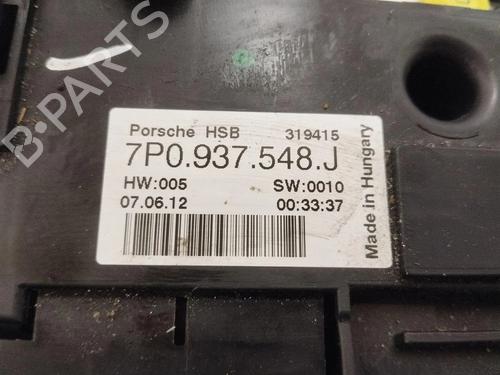 Porsche HSB 319415
7P0.937.548.J
HW:005 SW:0010
07.06.12 00:33:37
Made in Hungary
B-PARTS